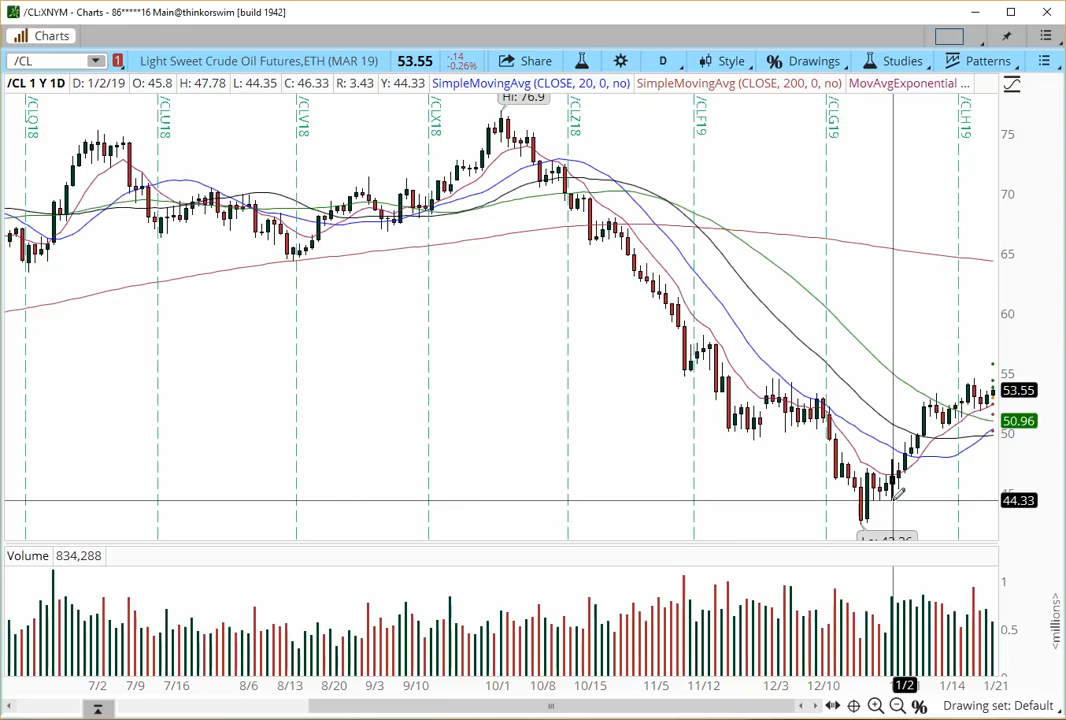 /CL:XNYM - Charts - 86*****16 Main@thinkorswim [build 1942]
Charts
/CL 1 Light Sweet Crude Oil Futures,ETH (MAR 19) 53.55 -.14 -0.26% Share D Style Drawings Studies Patterns
/CL 1 Y 1D D: 1/2/19 O: 45.8 H: 47.78 L: 44.35 C: 46.33 R: 3.43 Y: 44.33 SimpleMovingAvg (CLOSE, 20, 0, no) SimpleMovingAvg (CLOSE, 200, 0, no) MovAvgExponential ...
Hi: 76.9
/CLQ18 /CLU18 /CLV18 /CLX18 /CLZ18 /CLF19 /CLG19 /CLH19
75
70
65
60
55
53.55
50.96
50
44.33
Volume 834,288
1
0.5
<millions>
7/2 7/9 7/16 8/6 8/13 8/20 9/3 9/10 10/1 10/8 10/15 11/5 11/12 12/3 12/10 1/2 1/14 1/21
Drawing set: Default